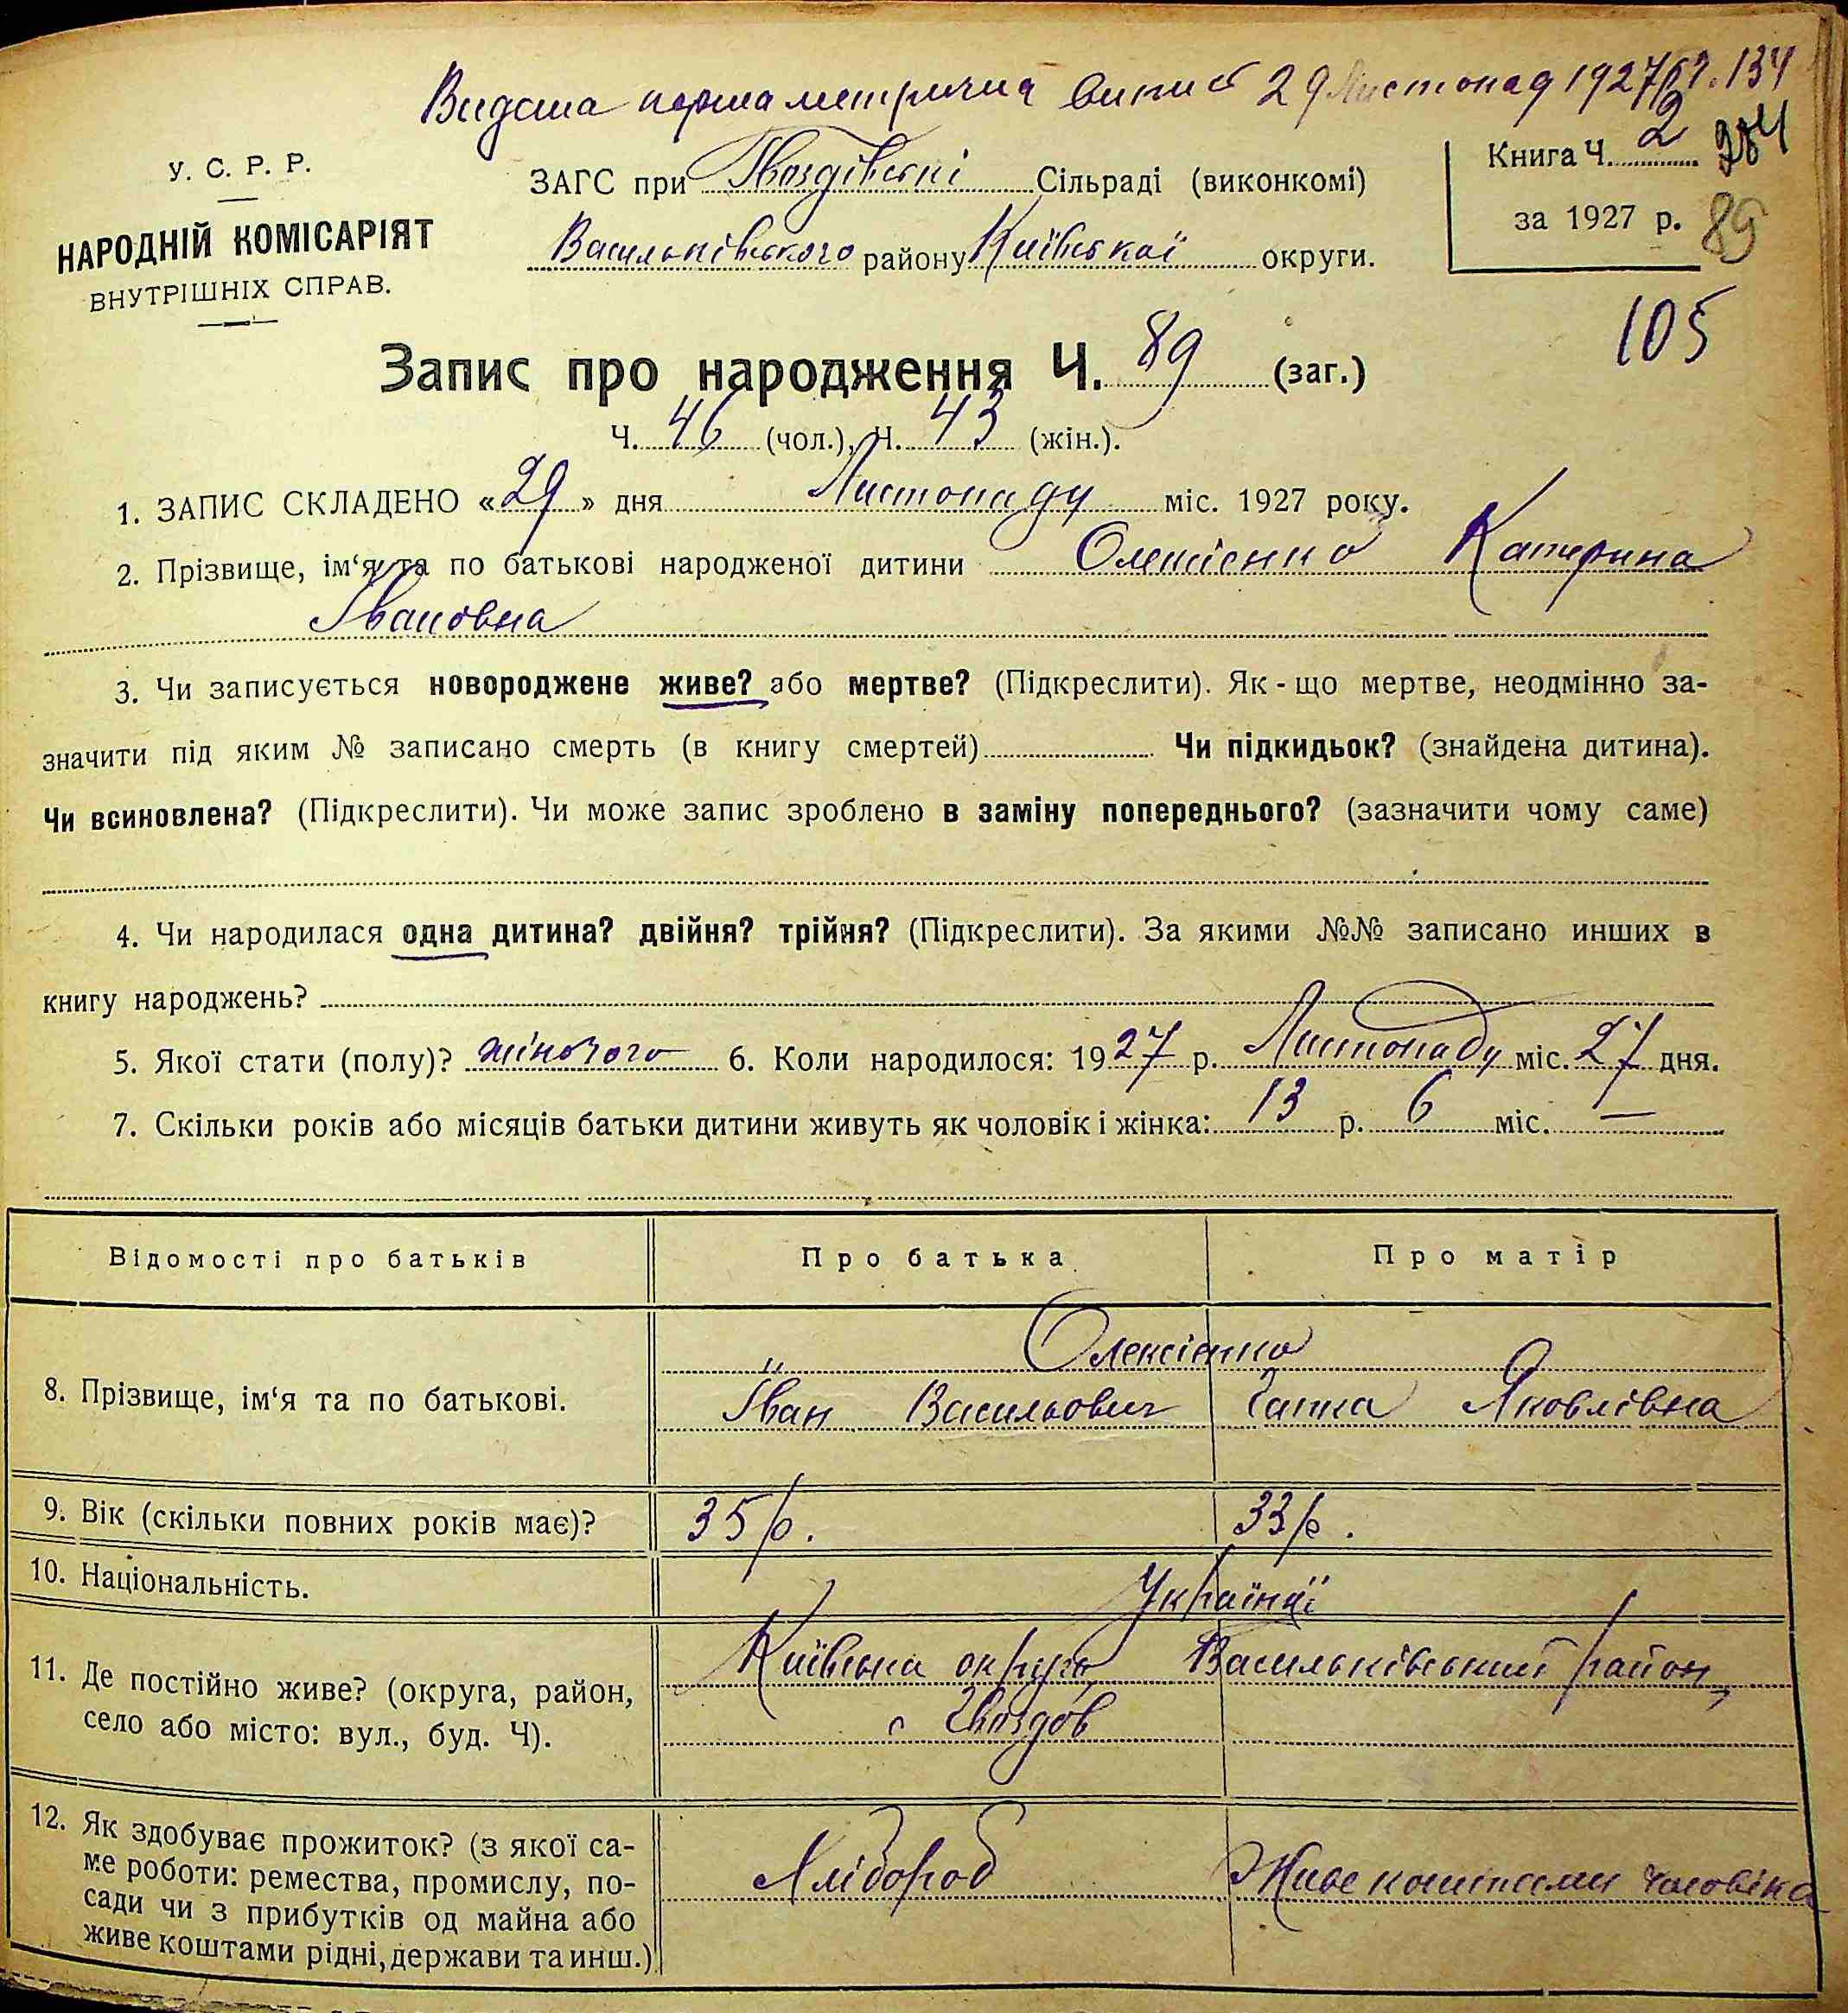 Видана перша метрична випис 29 Листопад 1927 р. 134
У. С. Р. Р.
НАРОДНІЙ КОМІСАРІЯТ
ВНУТРІШНІХ СПРАВ.
ЗАГС при Гвоздівській Сільраді (виконкомі)
Васильківського району Київської округи.
Книга Ч. 2
за 1927 р.
89
105
Запис про народження Ч. 89 (заг.)
Ч. 46 (чол.), Ч. 43 (жін.).
1. ЗАПИС СКЛАДЕНО «29» дня Листопаду міс. 1927 року.
2. Прізвище, ім‘я та по батькові народженої дитини Олексієнко Катерина
Івановна
3. Чи записується новороджене живе? або мертве? (Підкреслити). Як-що мертве, неодмінно за-
значити під яким № записано смерть (в книгу смертей) Чи підкидьок? (знайдена дитина).
Чи всиновлена? (Підкреслити). Чи може запис зроблено в заміну попереднього? (зазначити чому саме)
4. Чи народилася одна дитина? двійня? трійня? (Підкреслити). За якими №№ записано инших в
книгу народжень?
5. Якої стати (полу)? жіночого 6. Коли народилося: 1927 р. Листопаду міс. 27 дня.
7. Скільки років або місяців батьки дитини живуть як чоловік і жінка: 13 р. 6 міс. —
Відомості про батьків Про батька Про матір
Олексієнко
8. Прізвище, ім‘я та по батькові. Іван Васильович Ганка Яковлівна
9. Вік (скільки повних років має)? 35 р. 33 р.
10. Національність. Українці
11. Де постійно живе? (округа, район, Київська округа Васильківський район,
село або місто: вул., буд. Ч). с Гвоздов
12. Як здобуває прожиток? (з якої са-
ме роботи: ремества, промислу, по- Хлібороб Живе коштами чоловіка
сади чи з прибутків од майна або
живе коштами рідні, держави та инш.)